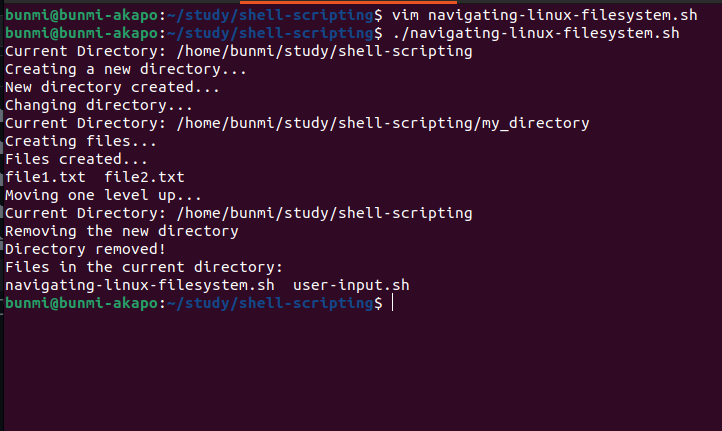 bunmi@bunmi-akapo:~/study/shell-scripting$ vim navigating-linux-filesystem.sh
bunmi@bunmi-akapo:~/study/shell-scripting$ ./navigating-linux-filesystem.sh
Current Directory: /home/bunmi/study/shell-scripting
Creating a new directory...
New directory created...
Changing directory...
Current Directory: /home/bunmi/study/shell-scripting/my_directory
Creating files...
Files created...
file1.txt  file2.txt
Moving one level up...
Current Directory: /home/bunmi/study/shell-scripting
Removing the new directory
Directory removed!
Files in the current directory:
navigating-linux-filesystem.sh  user-input.sh
bunmi@bunmi-akapo:~/study/shell-scripting$